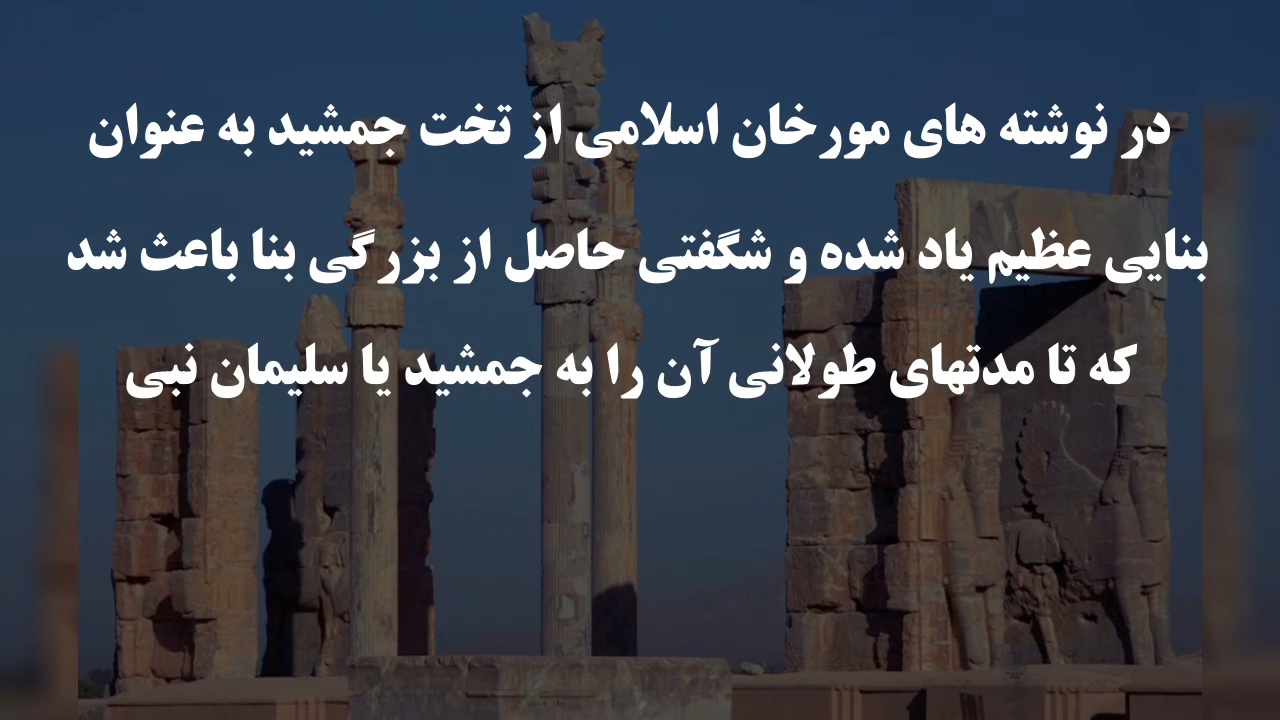 در نوشته های مورخان اسلامی از تخت جمشید به عنوان
بنایی عظیم یاد شده و شگفتی حاصل از بزرگی بنا باعث شد
که تا مدتهای طولانی آن را به جمشید یا سلیمان نبی